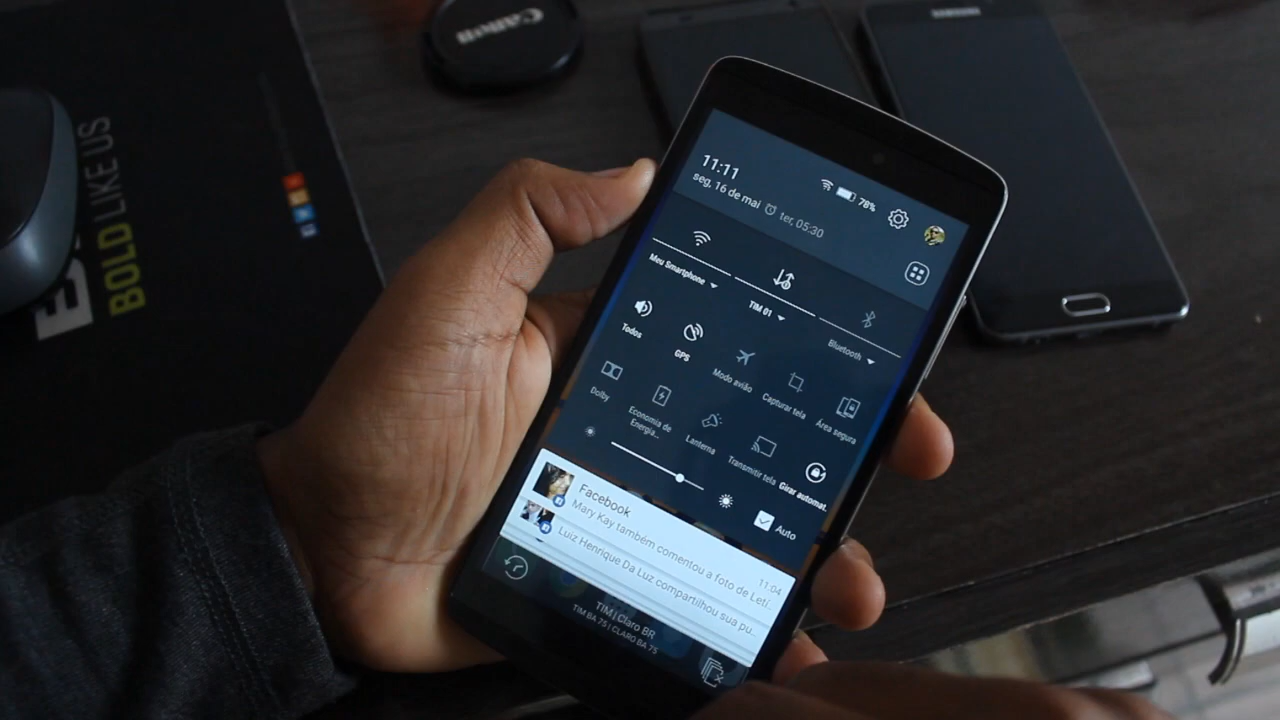 Canon
SAMSUNG
BOLD LIKE US
11:11
78%
seg, 16 de mai
ter, 05:30
Meu Smartphone
TIM 01
Bluetooth
Todos
GPS
Modo avião
Capturar tela
Área segura
Dolby
Economia de
Energia...
Lanterna
Transmitir tela
Girar automat.
Auto
Facebook
11:04
Mary Kay também comentou a foto de Letí..
Luiz Henrique Da Luz compartilhou sua pu...
TIM | Claro BR
TIM BA 75 | CLARO BA 75